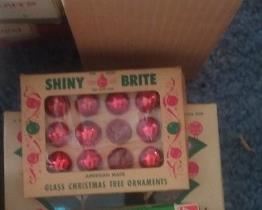 SHINY BRITE
AMERICAN MADE
GLASS CHRISTMAS TREE ORNAMENTS